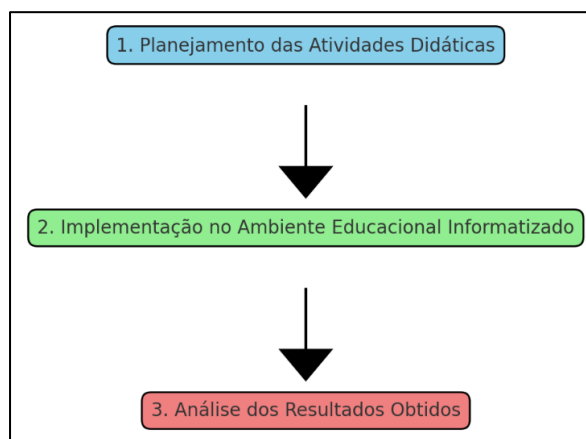 1. Planejamento das Atividades Didáticas
2. Implementação no Ambiente Educacional Informatizado
3. Análise dos Resultados Obtidos